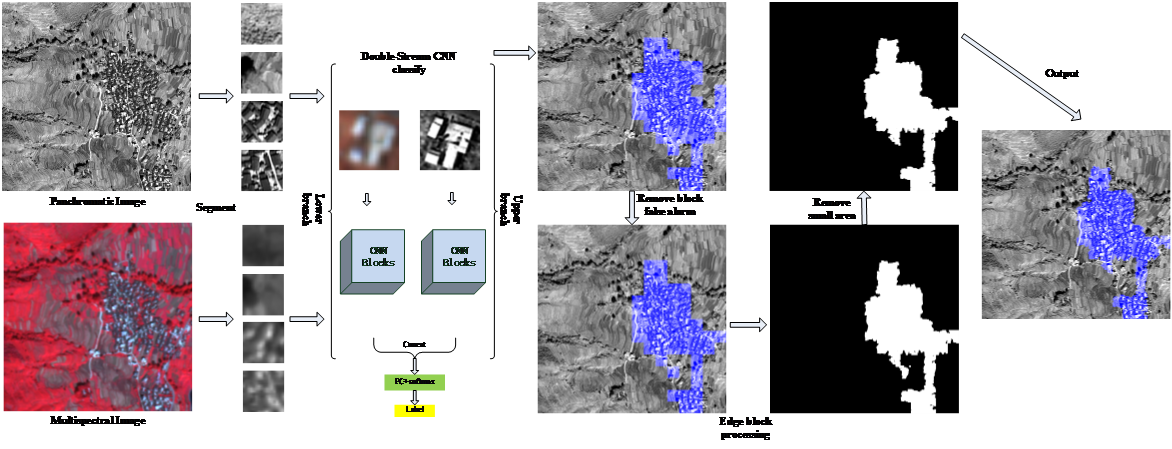 Panchromatic Image
Segment
Multispectral Image
Double Stream CNN
classify
Lower
branch
Upper
branch
CNN
Blocks
CNN
Blocks
Concat
FC+softmax
Label
Remove block
false alarm
Edge block
processing
Remove
small area
Output